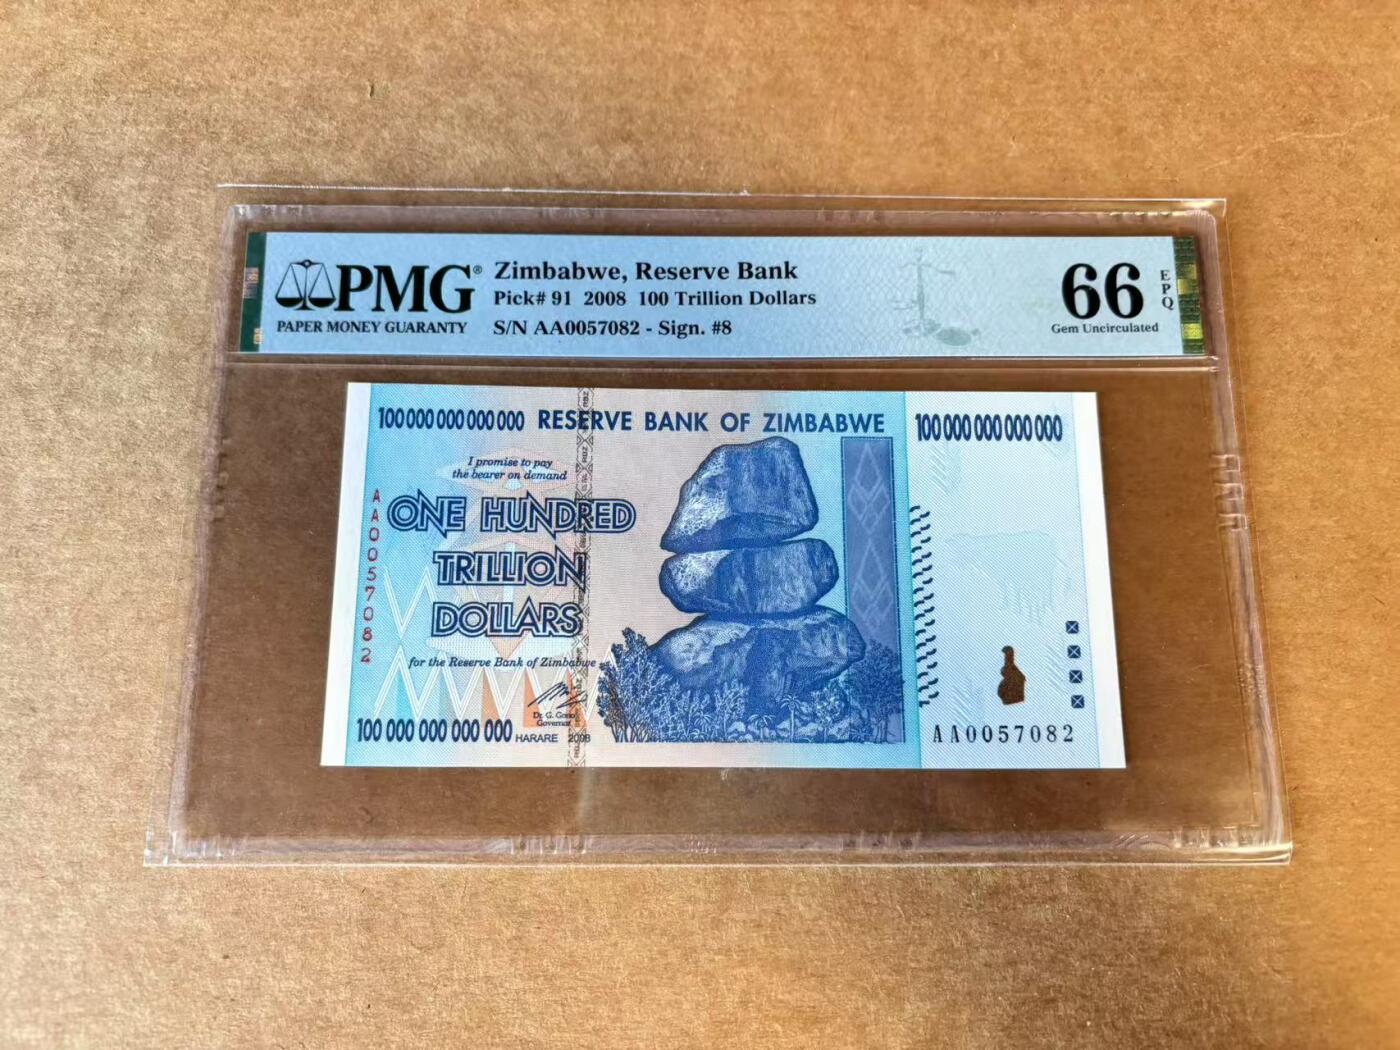 PMG®
PAPER MONEY GUARANTY
Zimbabwe, Reserve Bank
Pick# 91 2008 100 Trillion Dollars
S/N AA0057082 - Sign. #8
66
EPQ
Gem Uncirculated
100 000 000 000 000 RESERVE BANK OF ZIMBABWE 100 000 000 000 000
I promise to pay
the bearer on demand
ONE HUNDRED
TRILLION
DOLLARS
AA0057082
for the Reserve Bank of Zimbabwe
Dr. G. Gono
Governor
100 000 000 000 000 HARARE 2008
AA0057082